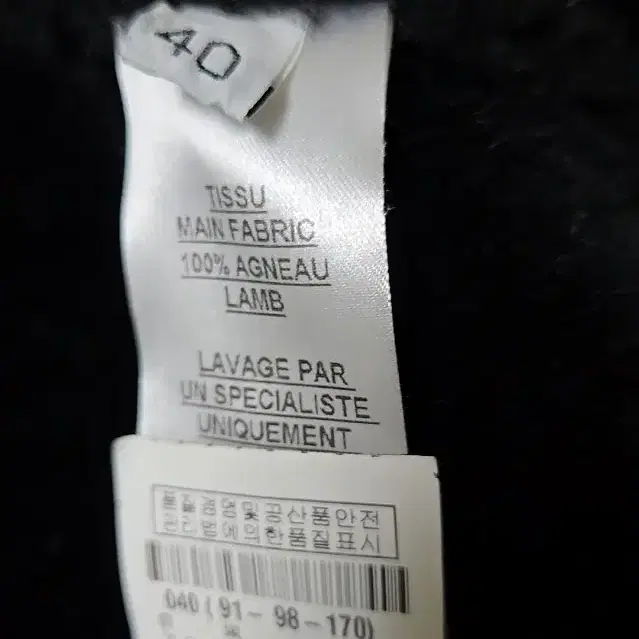 40
TISSU
MAIN FABRIC
100% AGNEAU
LAMB
LAVAGE PAR
UN SPECIALISTE
UNIQUEMENT
품질경영및공산품안전
관리법에의한품질표시
040 ( 91 - 98 - 170)